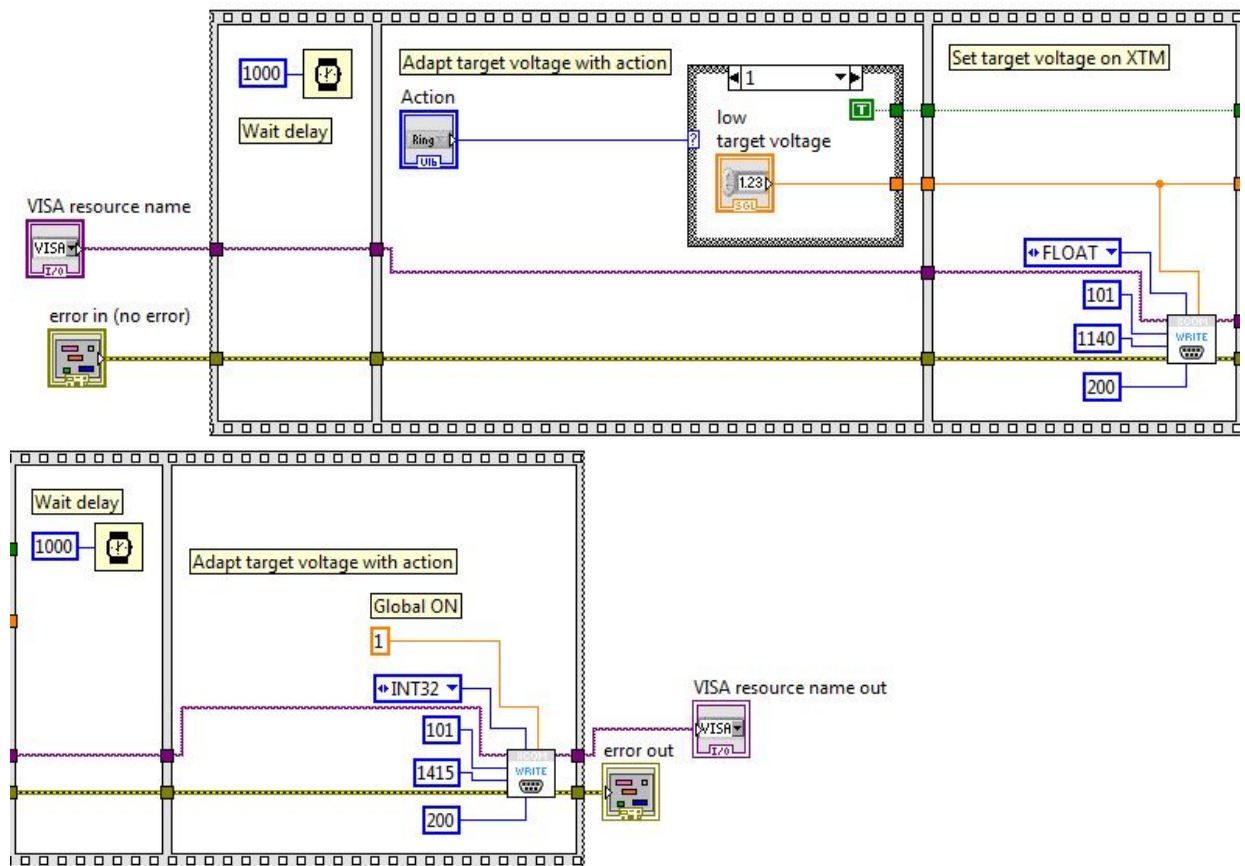 1000
Wait delay
Adapt target voltage with action
Action
Ring
U16
1
T
low
target voltage
1.23
SGL
Set target voltage on XTM
VISA resource name
VISA
I/O
error in (no error)
FLOAT
101
1140
200
WRITE
Wait delay
1000
Adapt target voltage with action
Global ON
1
INT32
101
1415
200
WRITE
VISA resource name out
VISA
I/O
error out